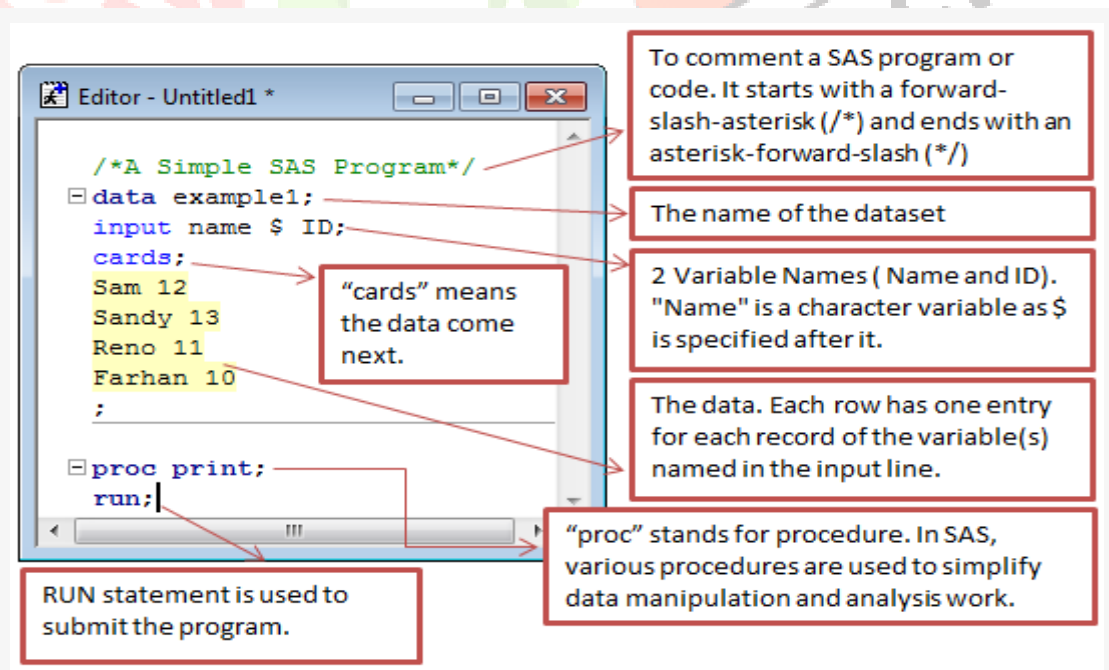 Editor - Untitled1 *
/*A Simple SAS Program*/
data example1;
input name $ ID;
cards;
Sam 12
Sandy 13
Reno 11
Farhan 10
;
proc print;
run;
To comment a SAS program or
code. It starts with a forward-
slash-asterisk (/*) and ends with an
asterisk-forward-slash (*/)
The name of the dataset
2 Variable Names ( Name and ID).
"Name" is a character variable as $
is specified after it.
“cards” means
the data come
next.
The data. Each row has one entry
for each record of the variable(s)
named in the input line.
“proc” stands for procedure. In SAS,
various procedures are used to simplify
data manipulation and analysis work.
RUN statement is used to
submit the program.